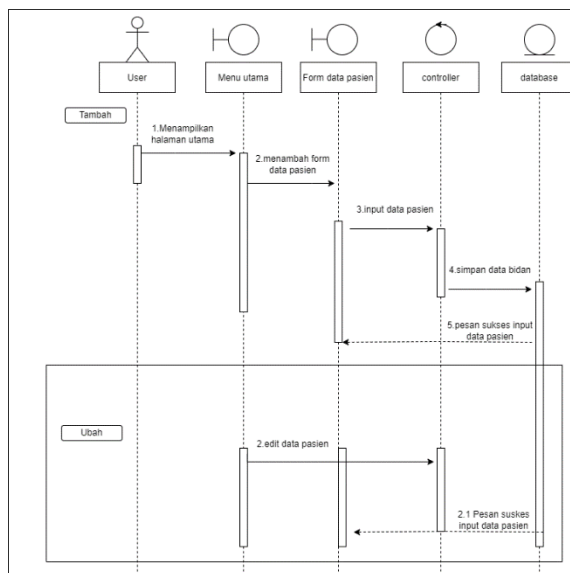 User
Menu utama
Form data pasien
controller
database
Tambah
1.Menampilkan
halaman utama
2.menambah form
data pasien
3.input data pasien
4.simpan data bidan
5.pesan sukses input
data pasien
Ubah
2.edit data pasien
2.1 Pesan suskes
input data pasien